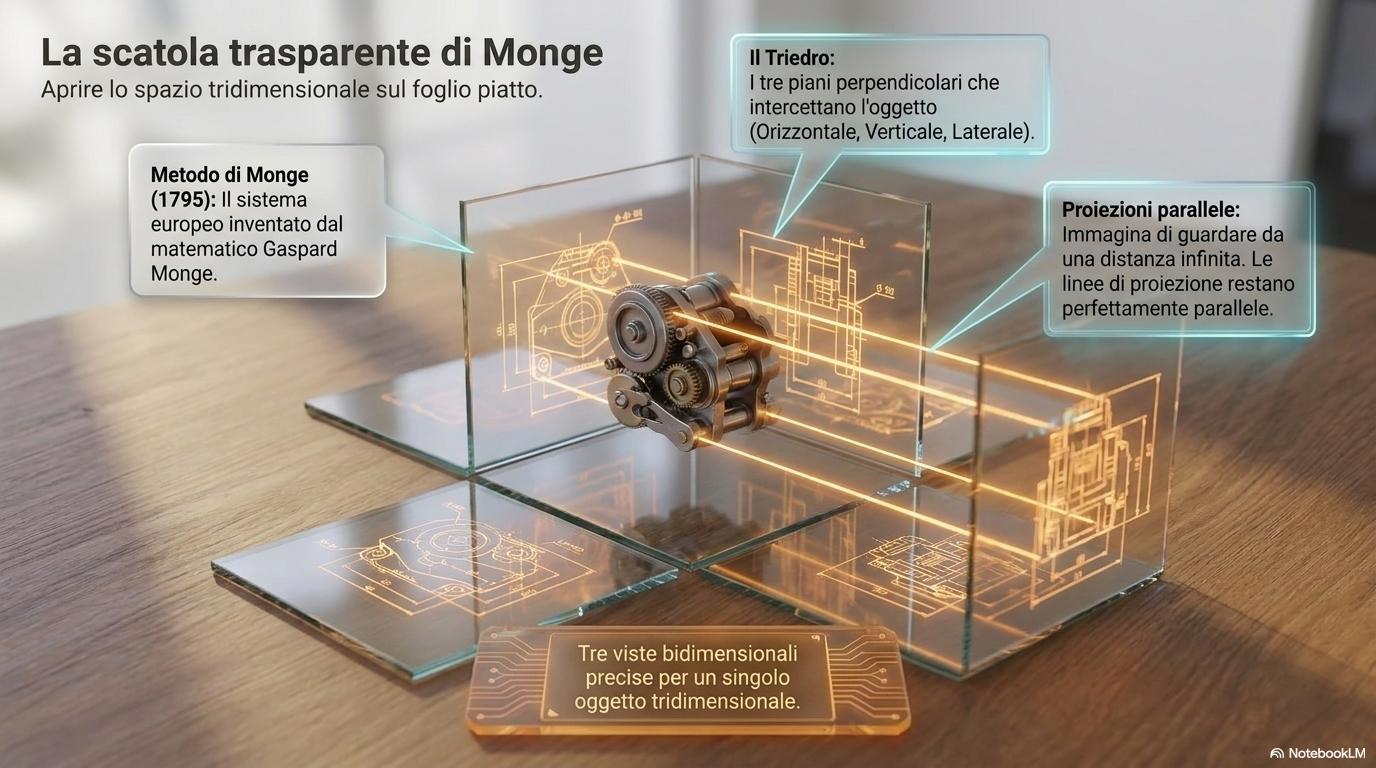 La scatola trasparente di Monge
Aprire lo spazio tridimensionale sul foglio piatto.
Metodo di Monge
(1795): Il sistema
europeo inventato dal
matematico Gaspard
Monge.
Il Triedro:
I tre piani perpendicolari che
intercettano l'oggetto
(Orizzontale, Verticale, Laterale).
Proiezioni parallele:
Immagina di guardare da
una distanza infinita. Le
linee di proiezione restano
perfettamente parallele.
Tre viste bidimensionali
precise per un singolo
oggetto tridimensionale.
NotebookLM